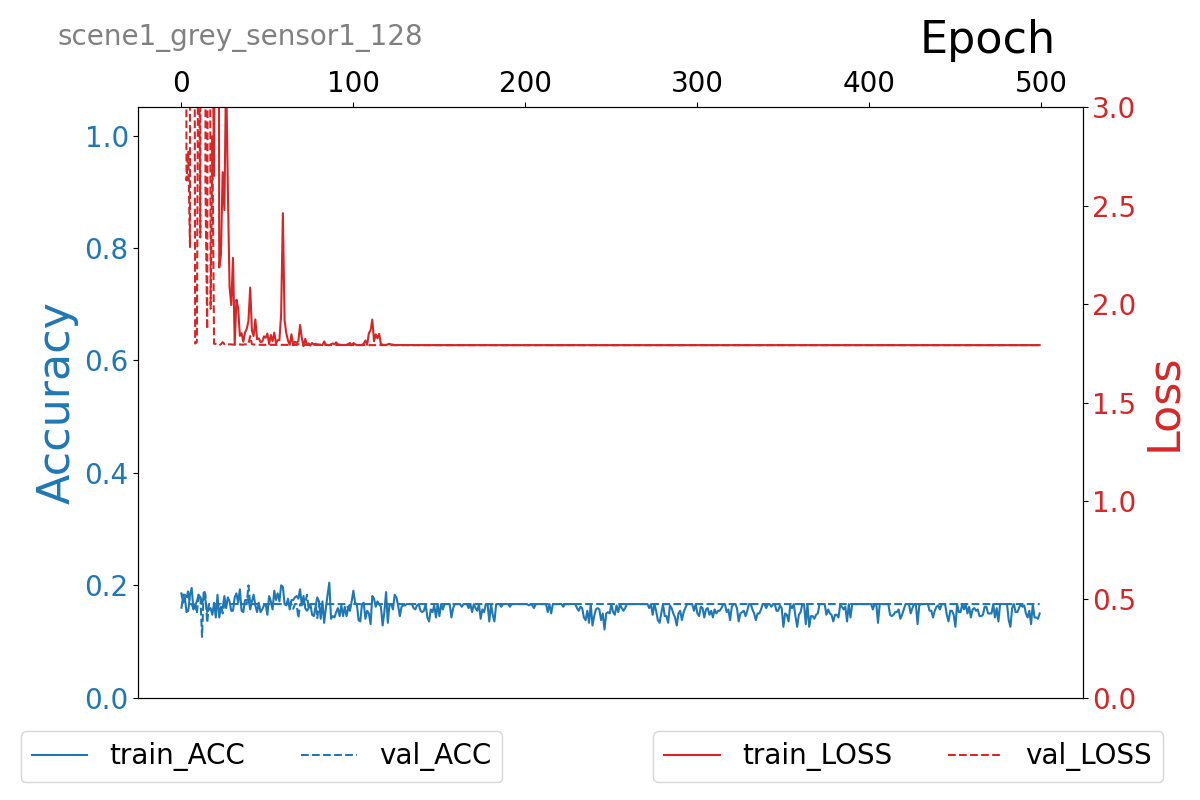 scene1_grey_sensor1_128
Epoch
0 100 200 300 400 500
1.0 3.0
0.8 2.5
0.6 2.0
0.4 1.5
0.2 1.0
0.0 0.5
0.0
Accuracy
Loss
train_ACC val_ACC train_LOSS val_LOSS